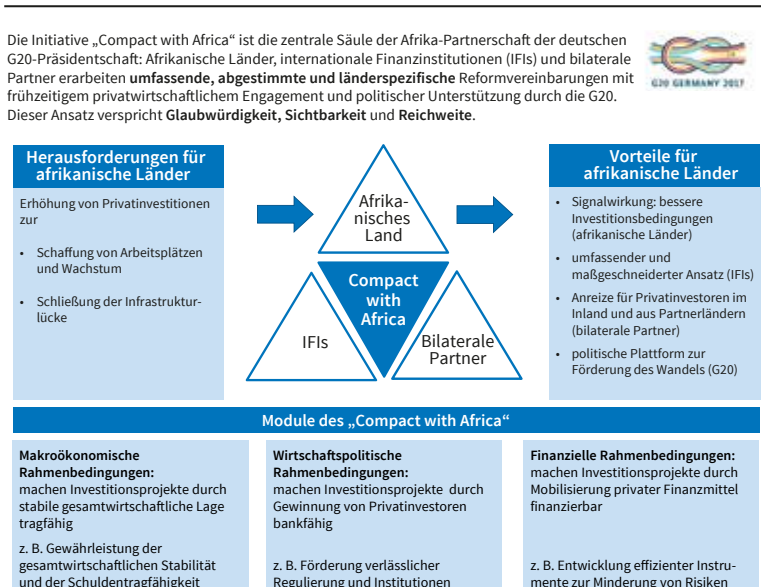 Die Initiative „Compact with Africa“ ist die zentrale Säule der Afrika-Partnerschaft der deutschen
G20-Präsidentschaft: Afrikanische Länder, internationale Finanzinstitutionen (IFIs) und bilaterale
Partner erarbeiten umfassende, abgestimmte und länderspezifische Reformvereinbarungen mit
frühzeitigem privatwirtschaftlichem Engagement und politischer Unterstützung durch die G20.
Dieser Ansatz verspricht Glaubwürdigkeit, Sichtbarkeit und Reichweite.
G20 GERMANY 2017
Herausforderungen für
afrikanische Länder
Erhöhung von Privatinvestitionen
zur
• Schaffung von Arbeitsplätzen
und Wachstum
• Schließung der Infrastruktur-
lücke
Afrika-
nisches
Land
Compact
with
Africa
IFIs
Bilaterale
Partner
Vorteile für
afrikanische Länder
• Signalwirkung: bessere
Investitionsbedingungen
(afrikanische Länder)
• umfassender und
maßgeschneiderter Ansatz (IFIs)
• Anreize für Privatinvestoren im
Inland und aus Partnerländern
(bilaterale Partner)
• politische Plattform zur
Förderung des Wandels (G20)
Module des „Compact with Africa“
Makroökonomische
Rahmenbedingungen:
machen Investitionsprojekte durch
stabile gesamtwirtschaftliche Lage
tragfähig
z. B. Gewährleistung der
gesamtwirtschaftlichen Stabilität
und der Schuldentragfähigkeit
Wirtschaftspolitische
Rahmenbedingungen:
machen Investitionsprojekte durch
Gewinnung von Privatinvestoren
bankfähig
z. B. Förderung verlässlicher
Regulierung und Institutionen
Finanzielle Rahmenbedingungen:
machen Investitionsprojekte durch
Mobilisierung privater Finanzmittel
finanzierbar
z. B. Entwicklung effizienter Instru-
mente zur Minderung von Risiken